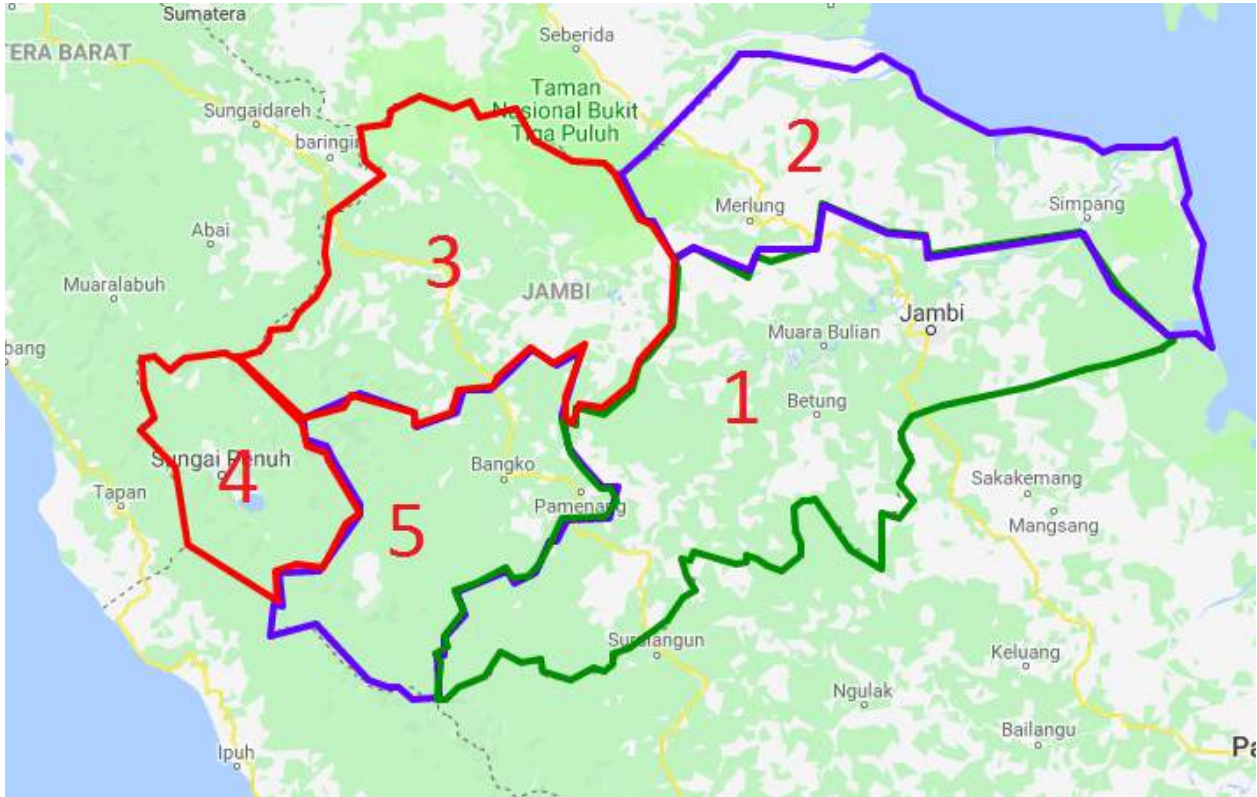 Sumatera
ERA BARAT
Seberida
Taman
Nasional Bukit
Tiga Puluh
Sungaidareh
baringin
2
Merlung
Simpang
Abai
3
Muaralabuh
JAMBI
Jambi
Muara Bulian
bang
1
Betung
Sungai Penuh
4
Bangko
Tapan
Pamenang
5
Sakakemang
Mangsang
Surulangun
Keluang
Ngulak
Bailangu
Ipuh
Pa